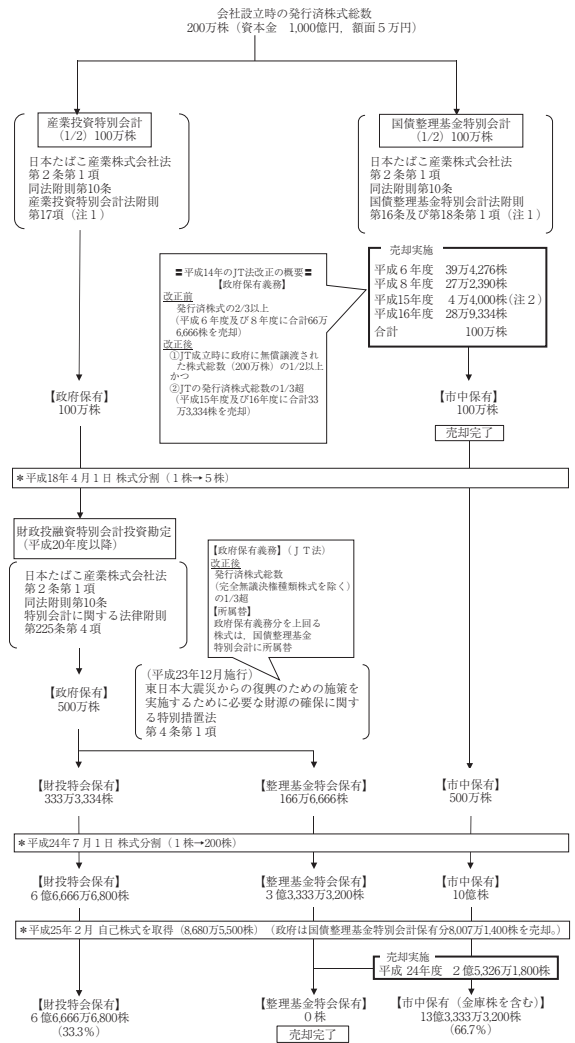 会社設立時の発行済株式総数
200万株（資本金　1,000億円，額面５万円）
産業投資特別会計
（1/2）100万株
日本たばこ産業株式会社法
第２条第１項
同法附則第10条
産業投資特別会計法附則
第17項（注１）
国債整理基金特別会計
（1/2）100万株
日本たばこ産業株式会社法
第２条第１項
同法附則第10条
国債整理基金特別会計法附則
第16条及び第18条第１項（注１）
売却実施
平成６年度　39万4,276株
平成８年度　27万2,390株
平成15年度　４万4,000株（注２）
平成16年度　28万9,334株
合計　100万株
〓平成14年のJT法改正の概要〓
【政府保有義務】
改正前
発行済株式の2/3以上
（平成６年度及び８年度に合計66万
6,666株を売却）
改正後
①JT成立時に政府に無償譲渡され
た株式総数（200万株）の1/2以上
かつ
②JTの発行済株式総数の1/3超
（平成15年度及び16年度に合計33
万3,334株を売却）
【政府保有】
100万株
【市中保有】
100万株
売却完了
＊平成18年４月１日 株式分割（１株→５株）
財政投融資特別会計投資勘定
（平成20年度以降）
日本たばこ産業株式会社法
第２条第１項
同法附則第10条
特別会計に関する法律附則
第225条第４項
【政府保有義務】（ＪＴ法）
改正後
発行済株式総数
（完全無議決権種類株式を除く）
の1/3超
【所属替】
政府保有義務分を上回る
株式は，国債整理基金
特別会計に所属替
【政府保有】
500万株
（平成23年12月施行）
東日本大震災からの復興のための施策を
実施するために必要な財源の確保に関す
る特別措置法
第４条第１項
【財投特会保有】
333万3,334株
【整理基金特会保有】
166万6,666株
【市中保有】
500万株
＊平成24年７月１日 株式分割（１株→200株）
【財投特会保有】
６億6,666万6,800株
【整理基金特会保有】
３億3,333万3,200株
【市中保有】
10億株
＊平成25年２月 自己株式を取得（8,680万5,500株）（政府は国債整理基金特別会計保有分8,007万1,400株を売却。）
売却実施
平成 24年度　２億5,326万1,800株
【財投特会保有】
６億6,666万6,800株
（33.3％）
【整理基金特会保有】
０株
売却完了
【市中保有（金庫株を含む）】
13億3,333万3,200株
（66.7％）